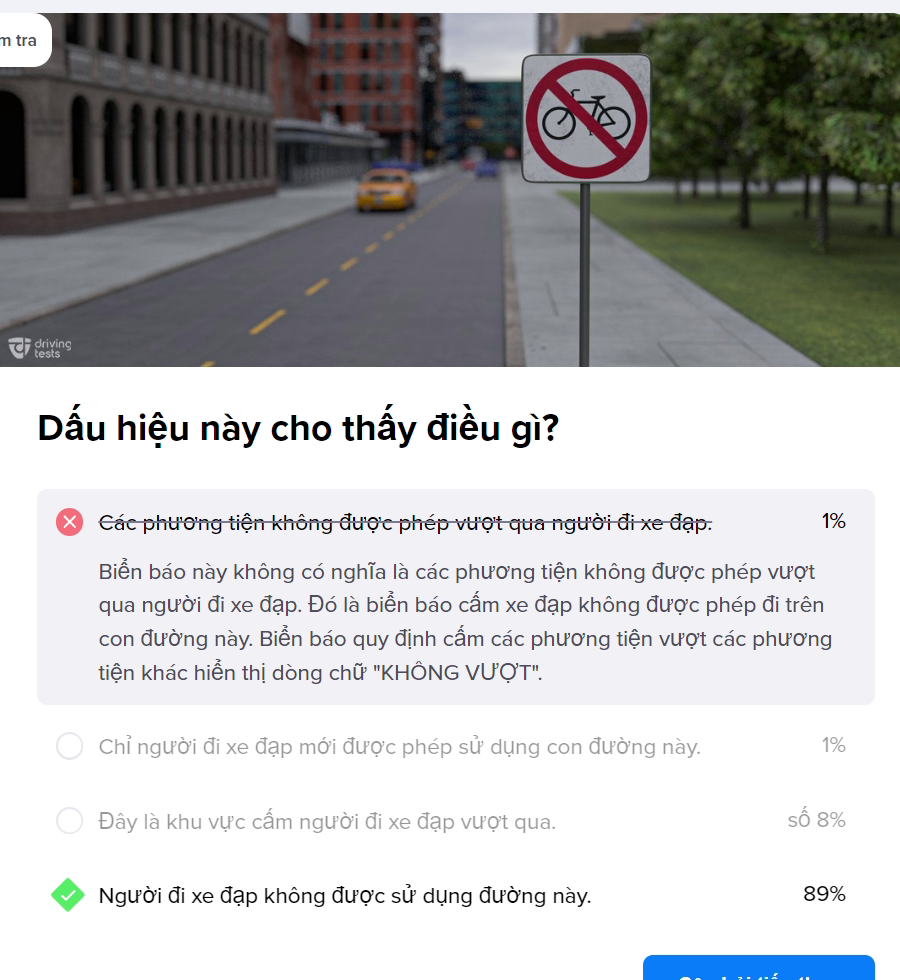 m tra
driving
tests
Dấu hiệu này cho thấy điều gì?
Các phương tiện không được phép vượt qua người đi xe đạp. 1%
Biển báo này không có nghĩa là các phương tiện không được phép vượt
qua người đi xe đạp. Đó là biển báo cấm xe đạp không được phép đi trên
con đường này. Biển báo quy định cấm các phương tiện vượt các phương
tiện khác hiển thị dòng chữ "KHÔNG VƯỢT".
Chỉ người đi xe đạp mới được phép sử dụng con đường này. 1%
Đây là khu vực cấm người đi xe đạp vượt qua. số 8%
Người đi xe đạp không được sử dụng đường này. 89%